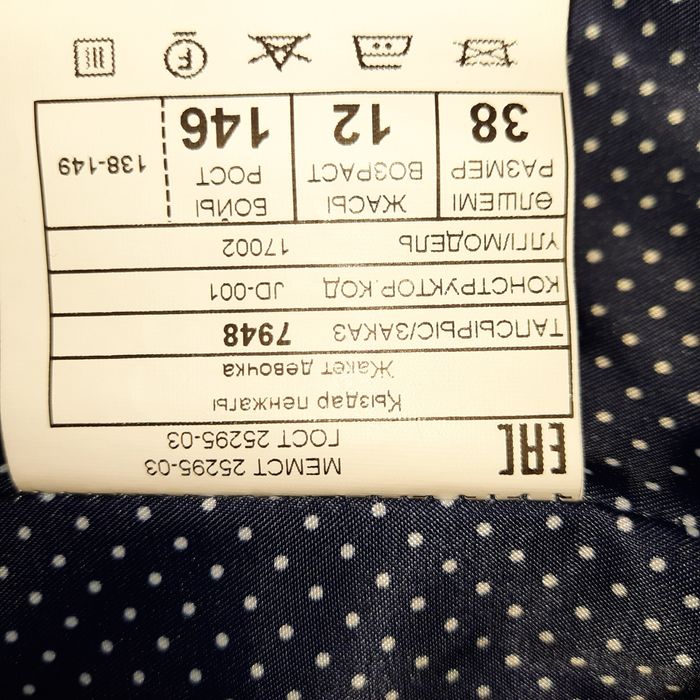 EAC
МЕМСТ 25295-03
ГОСТ 25295-03
Қыздар пенжагы
Жакет девочка
ТАПСЫРЫС/ЗАКАЗ 7948
КОНСТРУКТОР.КОД JD-001
ҮЛГІ/МОДЕЛЬ 17002
ӨЛШЕМІ ЖАСЫ БОЙЫ
РАЗМЕР ВОЗРАСТ РОСТ 138-149
38 12 146
F